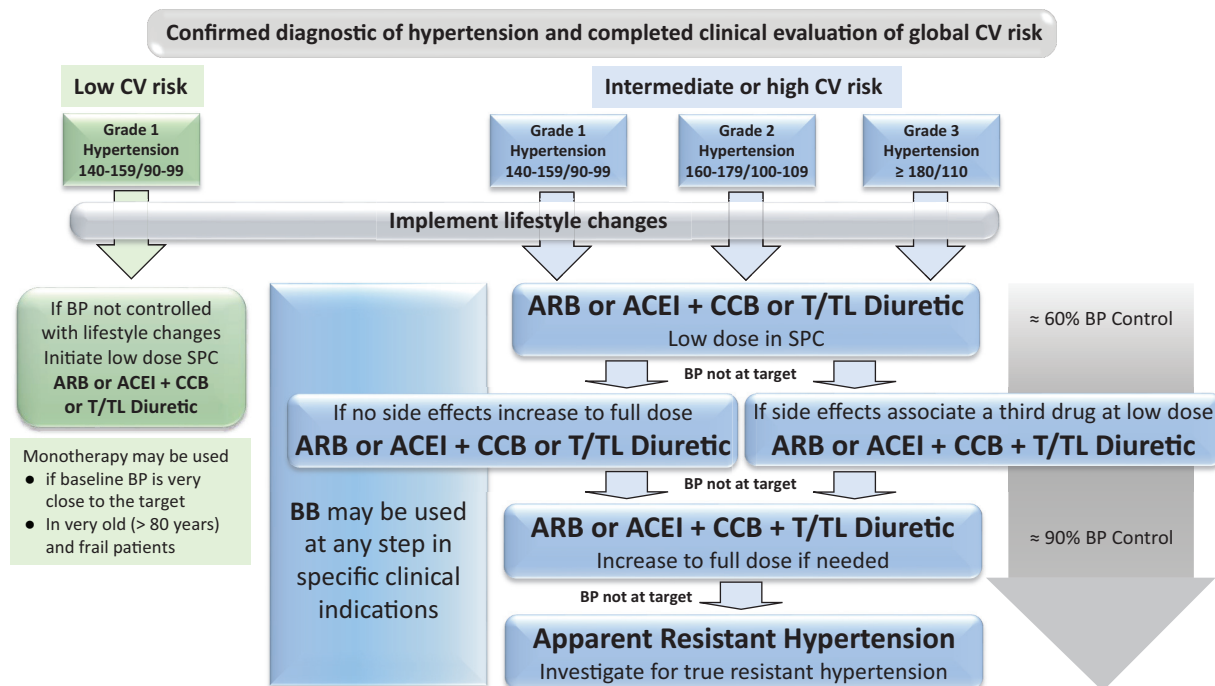 Confirmed diagnostic of hypertension and completed clinical evaluation of global CV risk
Low CV risk
Intermediate or high CV risk
Grade 1
Hypertension
140-159/90-99
Grade 1
Hypertension
140-159/90-99
Grade 2
Hypertension
160-179/100-109
Grade 3
Hypertension
≥ 180/110
Implement lifestyle changes
If BP not controlled
with lifestyle changes
Initiate low dose SPC
ARB or ACEI + CCB
or T/TL Diuretic
Monotherapy may be used
● if baseline BP is very
close to the target
● In very old (> 80 years)
and frail patients
BB may be used
at any step in
specific clinical
indications
ARB or ACEI + CCB or T/TL Diuretic
Low dose in SPC
BP not at target
If no side effects increase to full dose
ARB or ACEI + CCB or T/TL Diuretic
If side effects associate a third drug at low dose
ARB or ACEI + CCB + T/TL Diuretic
BP not at target
ARB or ACEI + CCB + T/TL Diuretic
Increase to full dose if needed
BP not at target
Apparent Resistant Hypertension
Investigate for true resistant hypertension
≈ 60% BP Control
≈ 90% BP Control